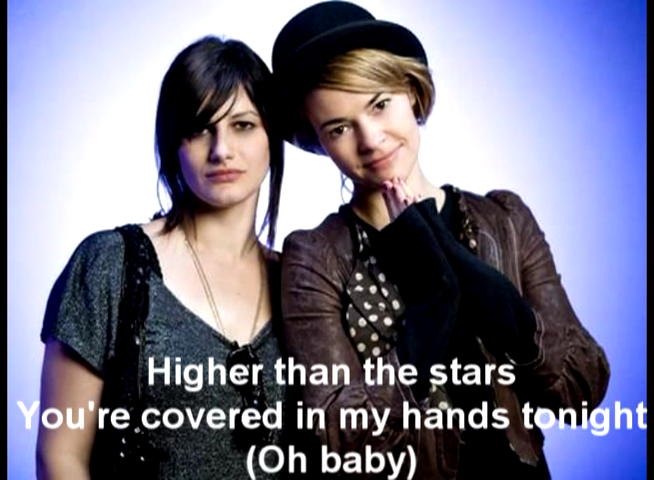 Higher than the stars
You're covered in my hands tonight
(Oh baby)